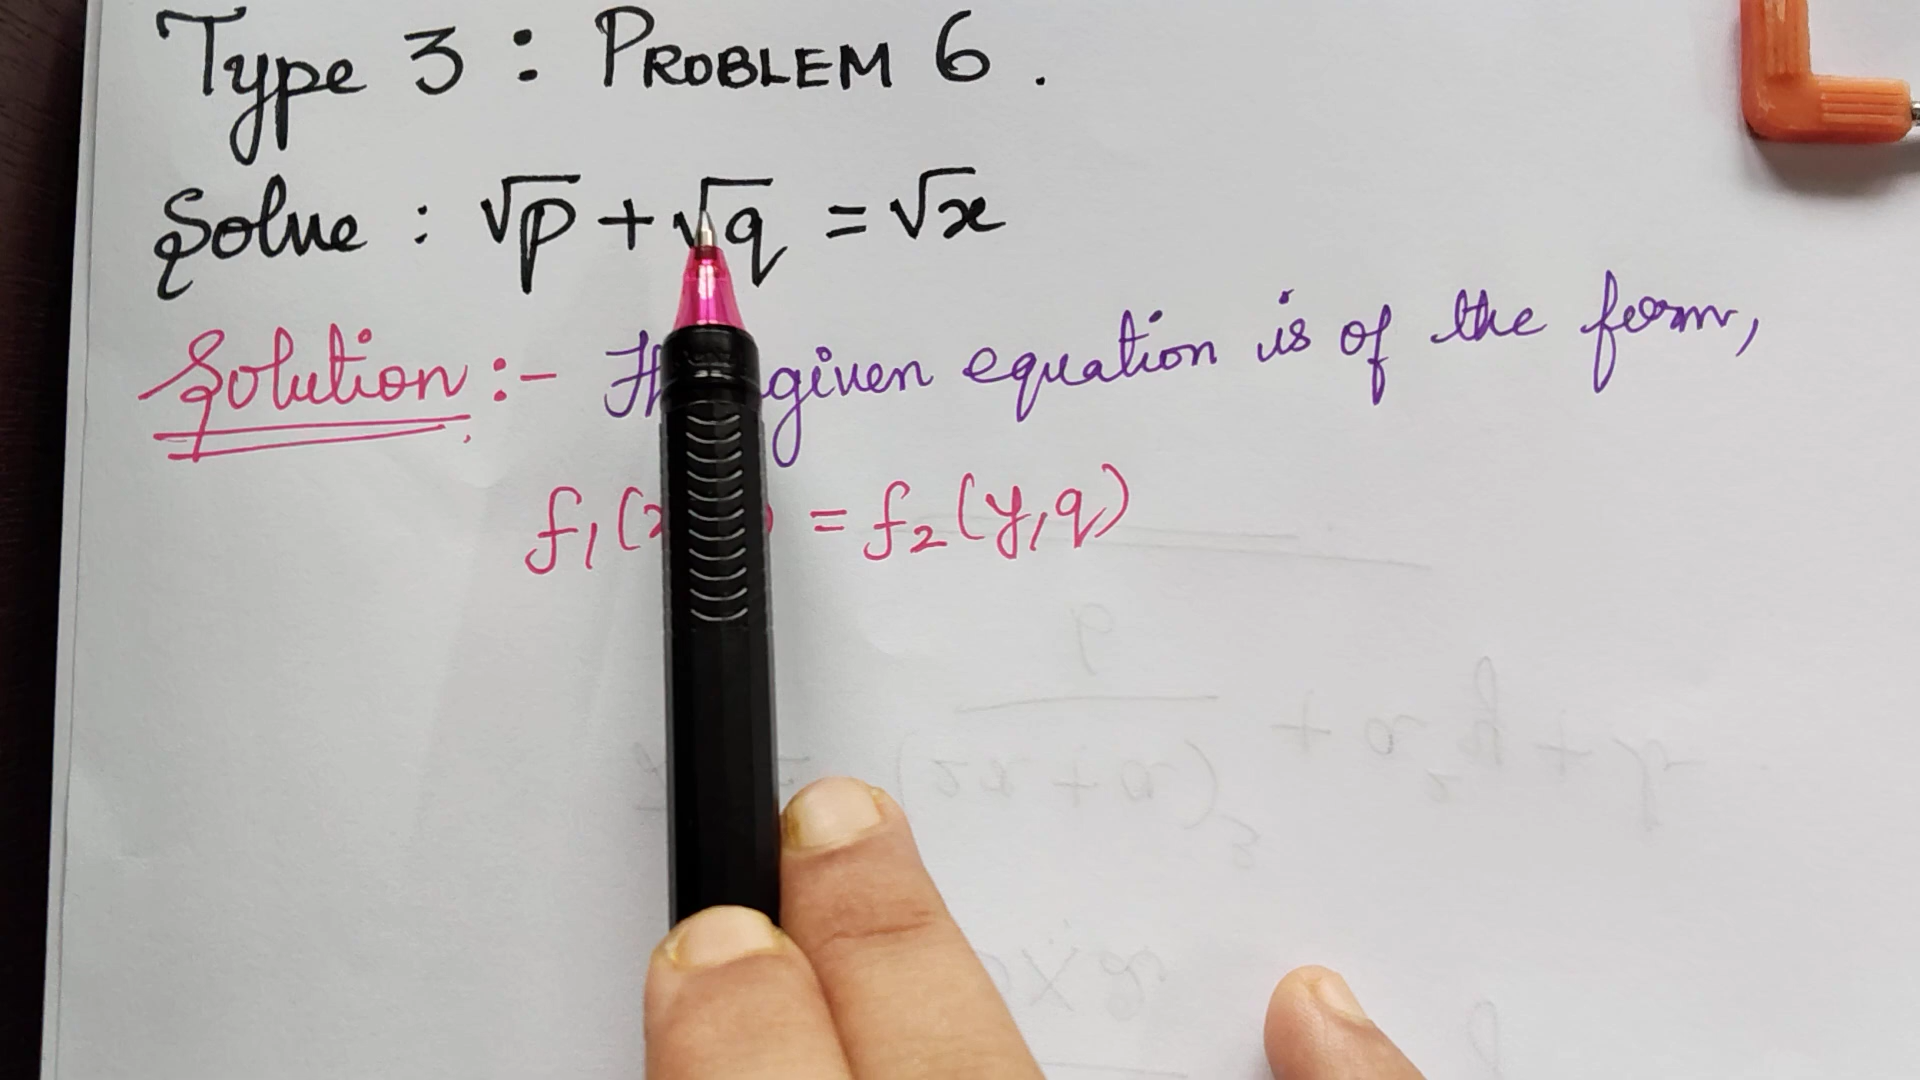 Type 3 : PROBLEM 6 .
Solve : √p + √q = √x
Solution :- given equation is of the form,
f₁( ) = f₂(y,q)